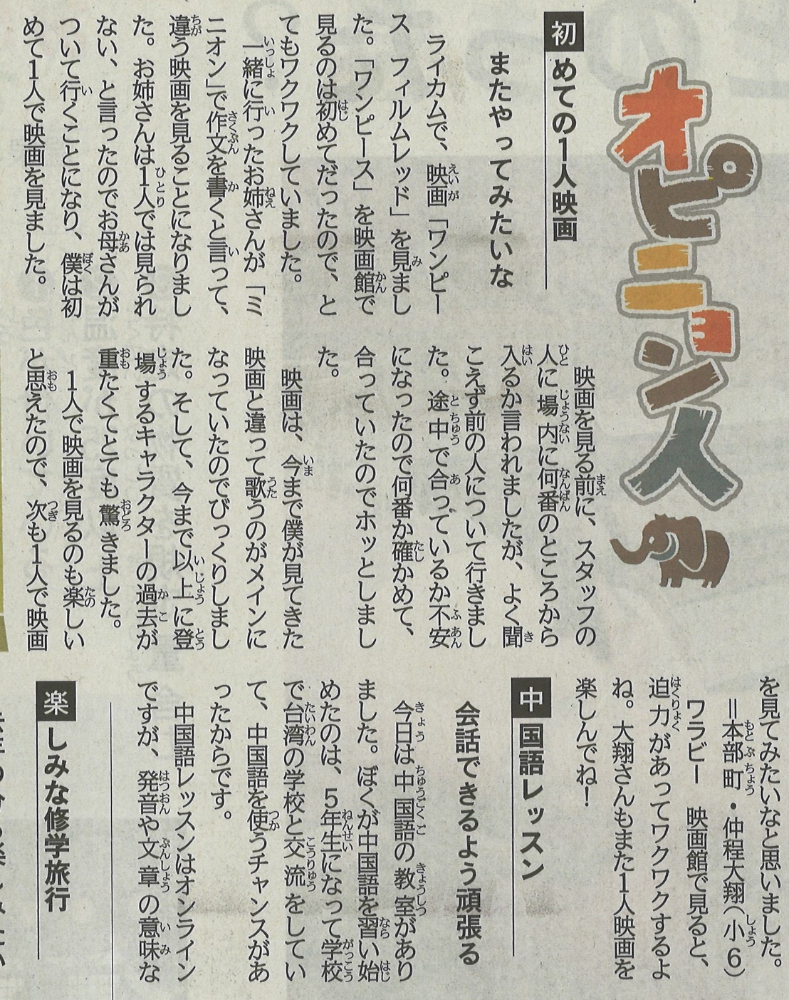 オピニオン人
初めての1人映画
またやってみたいな
ライカムで、映画「ワンピー
ス　フィルムレッド」を見まし
た。「ワンピース」を映画館で
見るのは初めてだったので、と
てもワクワクしていました。
一緒に行ったお姉さんが「ミ
ニオン」で作文を書くと言って、
違う映画を見ることになりまし
た。お姉さんは1人では見られ
ない、と言ったのでお母さんが
ついて行くことになり、僕は初
めて1人で映画を見ました。
映画を見る前に、スタッフの
人に場内に何番のところから
入るか言われましたが、よく聞
こえず前の人について行きまし
た。途中で合っているか不安
になったので何番か確かめて、
合っていたのでホッとしまし
た。
映画は、今まで僕が見てきた
映画と違って歌うのがメインに
なっていたのでびっくりしまし
た。そして、今まで以上に登
場するキャラクターの過去が
重たくてとても驚きました。
1人で映画を見るのも楽しい
と思えたので、次も1人で映画
を見てみたいなと思いました。
＝本部町・仲程大翔（小6）
ワラビー　映画館で見ると、
迫力があってワクワクするよ
ね。大翔さんもまた1人映画を
楽しんでね！
中国語レッスン
会話できるよう頑張る
今日は中国語の教室があり
ました。ぼくが中国語を習い始
めたのは、5年生になって学校
で台湾の学校と交流をしてい
て、中国語を使うチャンスがあ
ったからです。
中国語レッスンはオンライン
ですが、発音や文章の意味な
楽しみな修学旅行